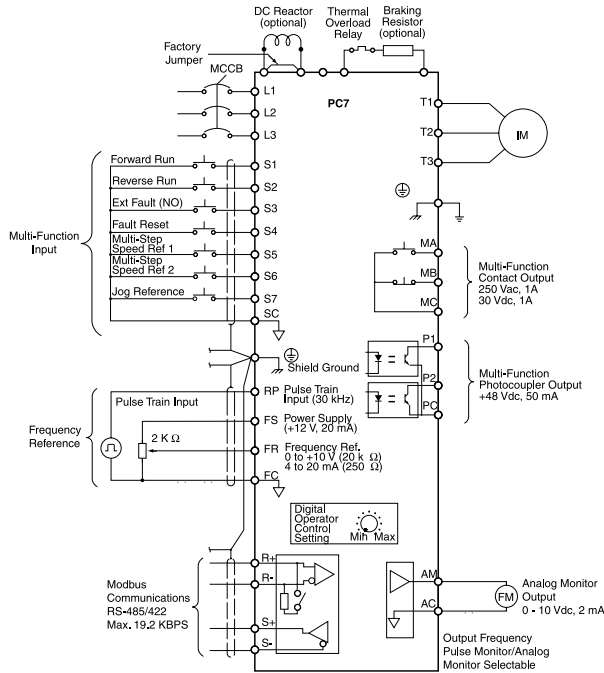 DC Reactor
(optional)
Thermal
Overload
Relay
Braking
Resistor
(optional)
Factory
Jumper
MCCB
L1
L2
L3
PC7
T1
T2
T3
IM
Multi-Function
Input
Forward Run
S1
Reverse Run
S2
Ext Fault (NO)
S3
Fault Reset
S4
Multi-Step
Speed Ref 1
S5
Multi-Step
Speed Ref 2
S6
Jog Reference
S7
SC
MA
MB
MC
Multi-Function
Contact Output
250 Vac, 1A
30 Vdc, 1A
Shield Ground
P1
P2
PC
Multi-Function
Photocoupler Output
+48 Vdc, 50 mA
Frequency
Reference
Pulse Train Input
RP
Pulse Train
Input (30 kHz)
2 K Ω
FS
Power Supply
(+12 V, 20 mA)
FR
Frequency Ref.
0 to +10 V (20 k Ω)
4 to 20 mA (250 Ω)
FC
Digital
Operator
Control
Setting
Min Max
Modbus
Communications
RS-485/422
Max. 19.2 KBPS
R+
R-
S+
S-
AM
AC
FM
Analog Monitor
Output
0 - 10 Vdc, 2 mA
Output Frequency
Pulse Monitor/Analog
Monitor Selectable